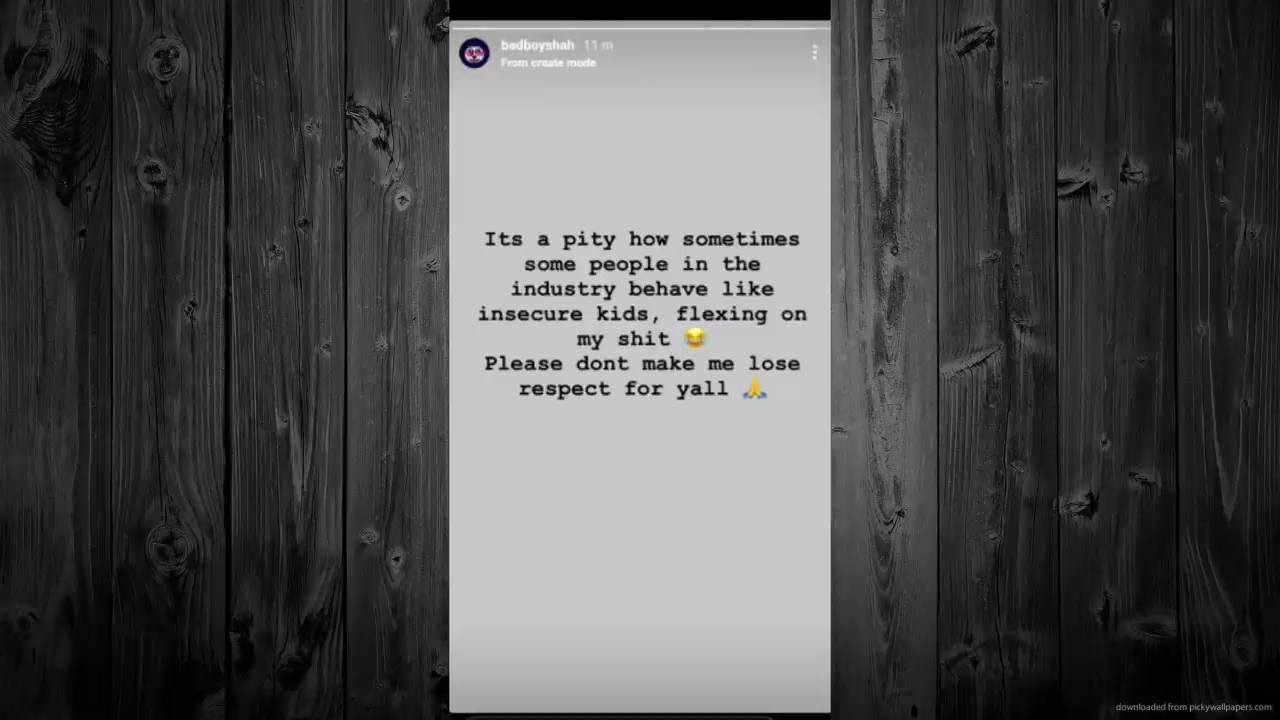 badboyshah 11 m
From create mode
Its a pity how sometimes
some people in the
industry behave like
insecure kids, flexing on
my shit 😂
Please dont make me lose
respect for yall 🙏
downloaded from pickywallpapers.com